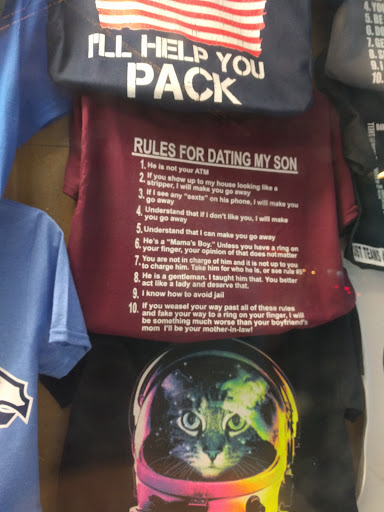 I'LL HELP YOU
PACK
RULES FOR DATING MY SON
1. He is not your ATM
2. If you show up to my house looking like a
stripper, I will make you go away
3. If I see any "sexts" on his phone, I will make you
go away
4. Understand that if i don't like you, I will make
you go away
5. Understand that I can make you go away
6. He's a "Mama's Boy." Unless you have a ring on
your finger, your opinion of that does not matter
7. You are not in charge of him and it is not up to you
to charge him. Take him for who he is, or see rule #5
8. He is a gentleman. I taught him that. You better
act like a lady and deserve that.
9. I know how to avoid jail
10. If you weasel your way past all of these rules
and fake your way to a ring on your finger, I will
be something much worse than your boyfriend's
mom I'll be your mother-in-law!